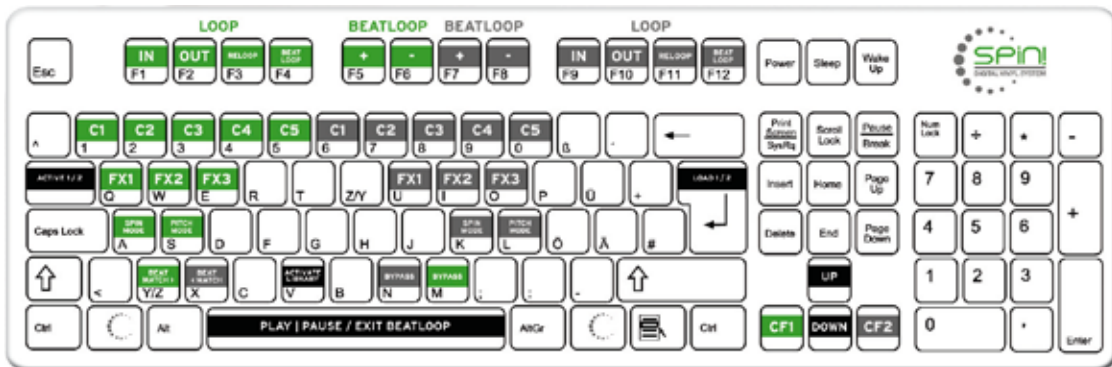 LOOP BEATLOOP BEATLOOP LOOP
IN OUT RELOOP BEAT LOOP + - + - IN OUT RELOOP BEAT LOOP
Esc F1 F2 F3 F4 F5 F6 F7 F8 F9 F10 F11 F12 Power Sleep Wake Up
SPiN!
DIGITAL VINYL SYSTEM
C1 C2 C3 C4 C5 C1 C2 C3 C4 C5
^ 1 2 3 4 5 6 7 8 9 0 ß ← Print Screen SysRq Scroll Lock Pause Break Num Lock ÷ * -
ACTIVE 1 / 2 FX1 FX2 FX3 FX1 FX2 FX3 LOAD 1 / 2
Q W E R T Z/Y U I O P Ü + Insert Home Page Up 7 8 9 +
SPIN MODE PITCH MODE SPIN MODE PITCH MODE
Caps Lock A S D F G H J K L Ö Ä # Delete End Page Down 4 5 6
BEAT MATCH 1 BEAT MATCH ACTIVATE LIBRARY BYPASS BYPASS UP
< Y/Z X C V B N M ; : - 1 2 3
Ctrl Alt PLAY | PAUSE / EXIT BEATLOOP AltGr Ctrl CF1 DOWN CF2 0 , Enter